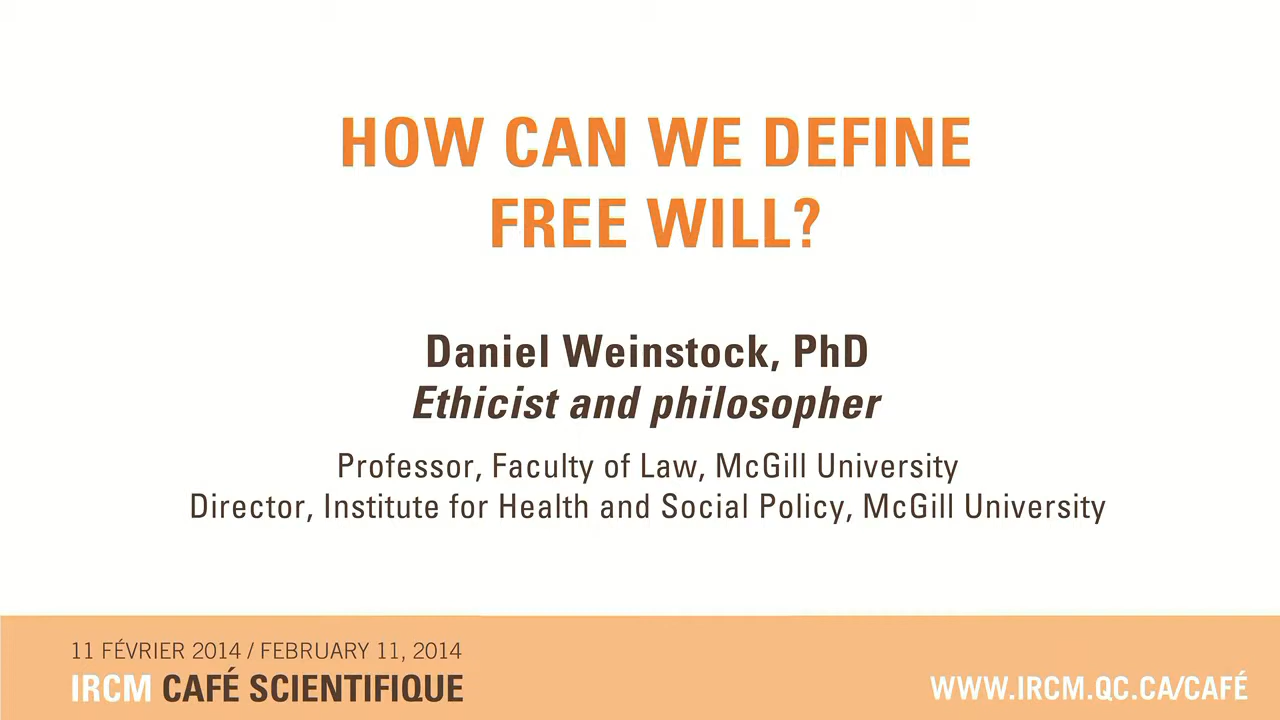 HOW CAN WE DEFINE
FREE WILL?
Daniel Weinstock, PhD
Ethicist and philosopher
Professor, Faculty of Law, McGill University
Director, Institute for Health and Social Policy, McGill University
11 FÉVRIER 2014 / FEBRUARY 11, 2014
IRCM CAFÉ SCIENTIFIQUE
WWW.IRCM.QC.CA/CAFÉ